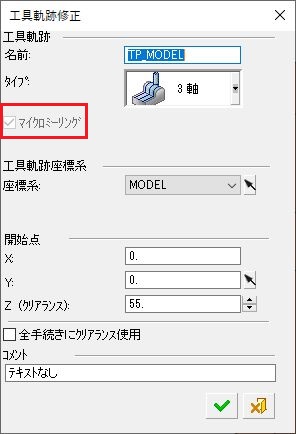 工具軌跡修正
工具軌跡
名前: TP_MODEL
ﾀｲﾌﾟ: 3 軸
ﾏｲｸﾛﾐｰﾘﾝｸﾞ
工具軌跡座標系
座標系: MODEL
開始点
X: 0.
Y: 0.
Z (ｸﾘｱﾗﾝｽ): 55.
全手続きにｸﾘｱﾗﾝｽ使用
ｺﾒﾝﾄ
ﾃｷｽﾄなし